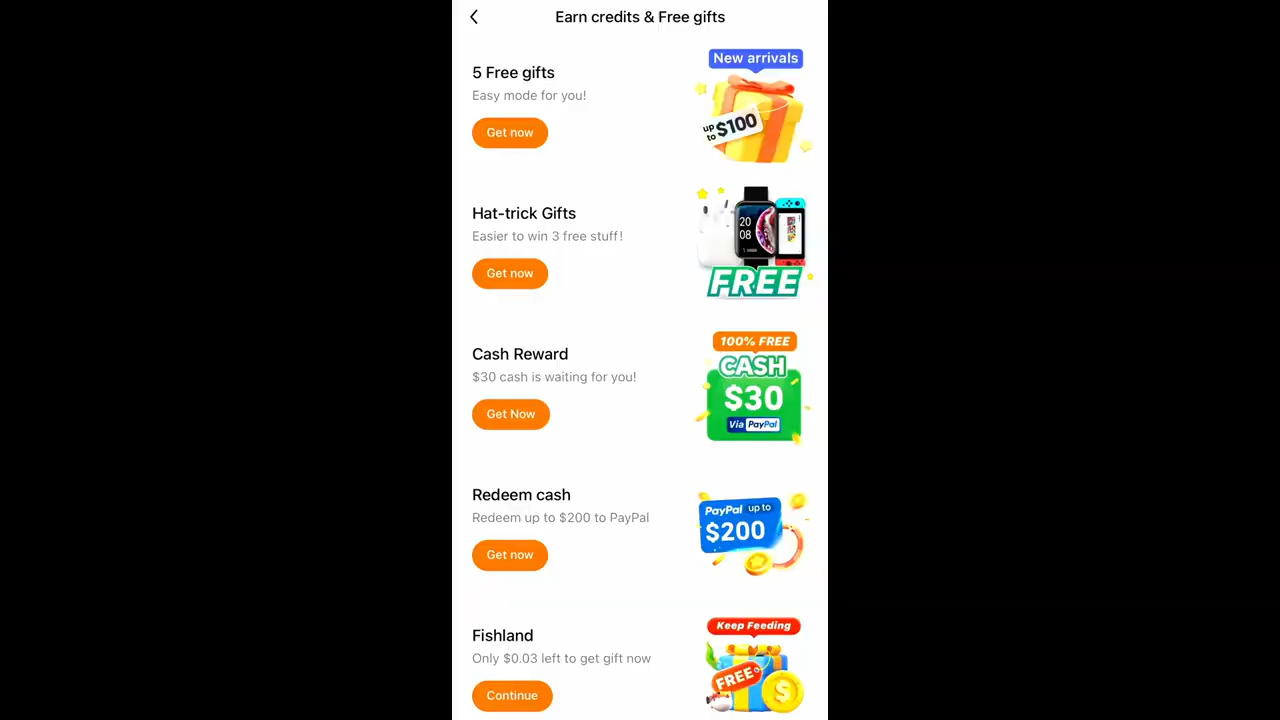 Earn credits & Free gifts
New arrivals
5 Free gifts
Easy mode for you!
up to $100
Get now
Hat-trick Gifts
Easier to win 3 free stuff!
20
08
Get now
FREE
100% FREE
Cash Reward
CASH
$30 cash is waiting for you!
$30
Get Now
Via PayPal
Redeem cash
PayPal up to
Redeem up to $200 to PayPal
$200
Get now
Keep Feeding
Fishland
Only $0.03 left to get gift now
FREE
$
Continue